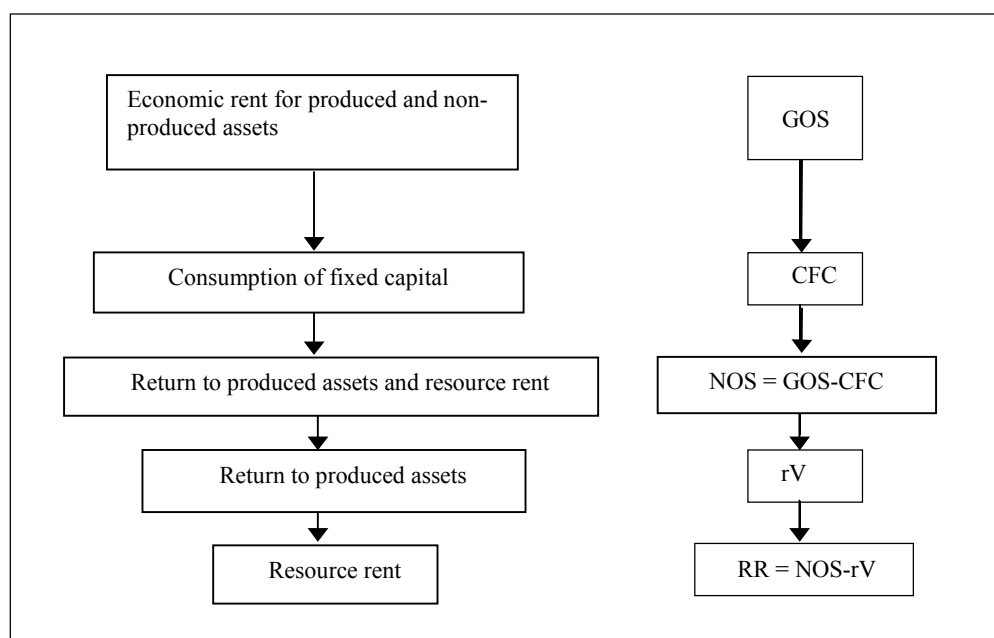 Economic rent for produced and non-
produced assets
GOS
Consumption of fixed capital
CFC
Return to produced assets and resource rent
NOS = GOS-CFC
Return to produced assets
rV
Resource rent
RR = NOS-rV